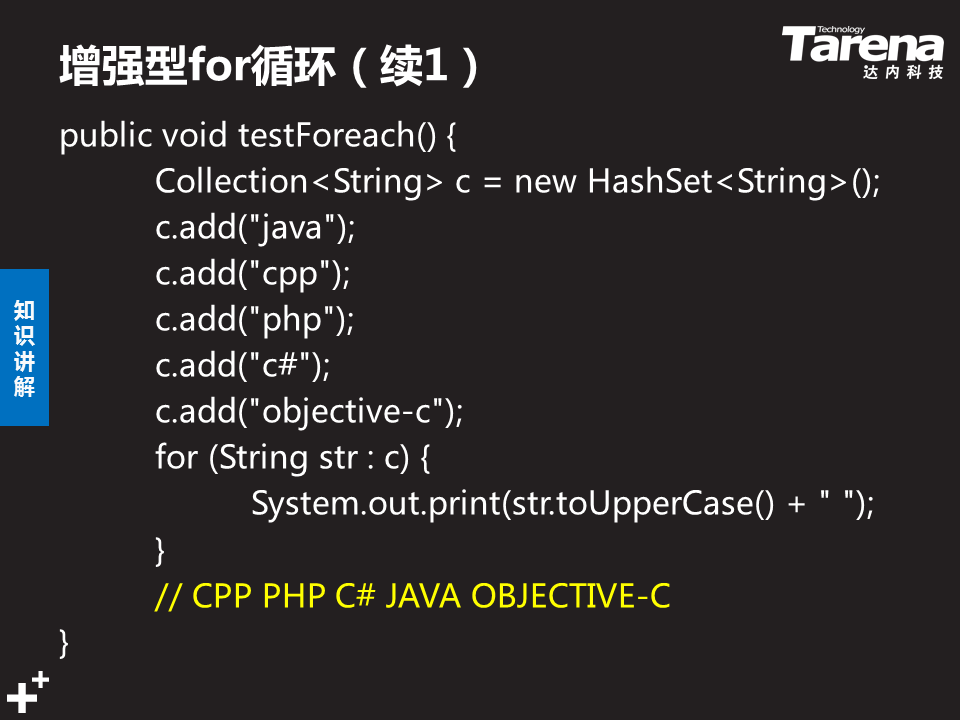 增强型for循环（续1）
Technology
Tarena
达内科技
public void testForeach() {
Collection<String> c = new HashSet<String>();
c.add("java");
c.add("cpp");
c.add("php");
c.add("c#");
c.add("objective-c");
for (String str : c) {
System.out.print(str.toUpperCase() + " ");
}
// CPP PHP C# JAVA OBJECTIVE-C
}
知识讲解